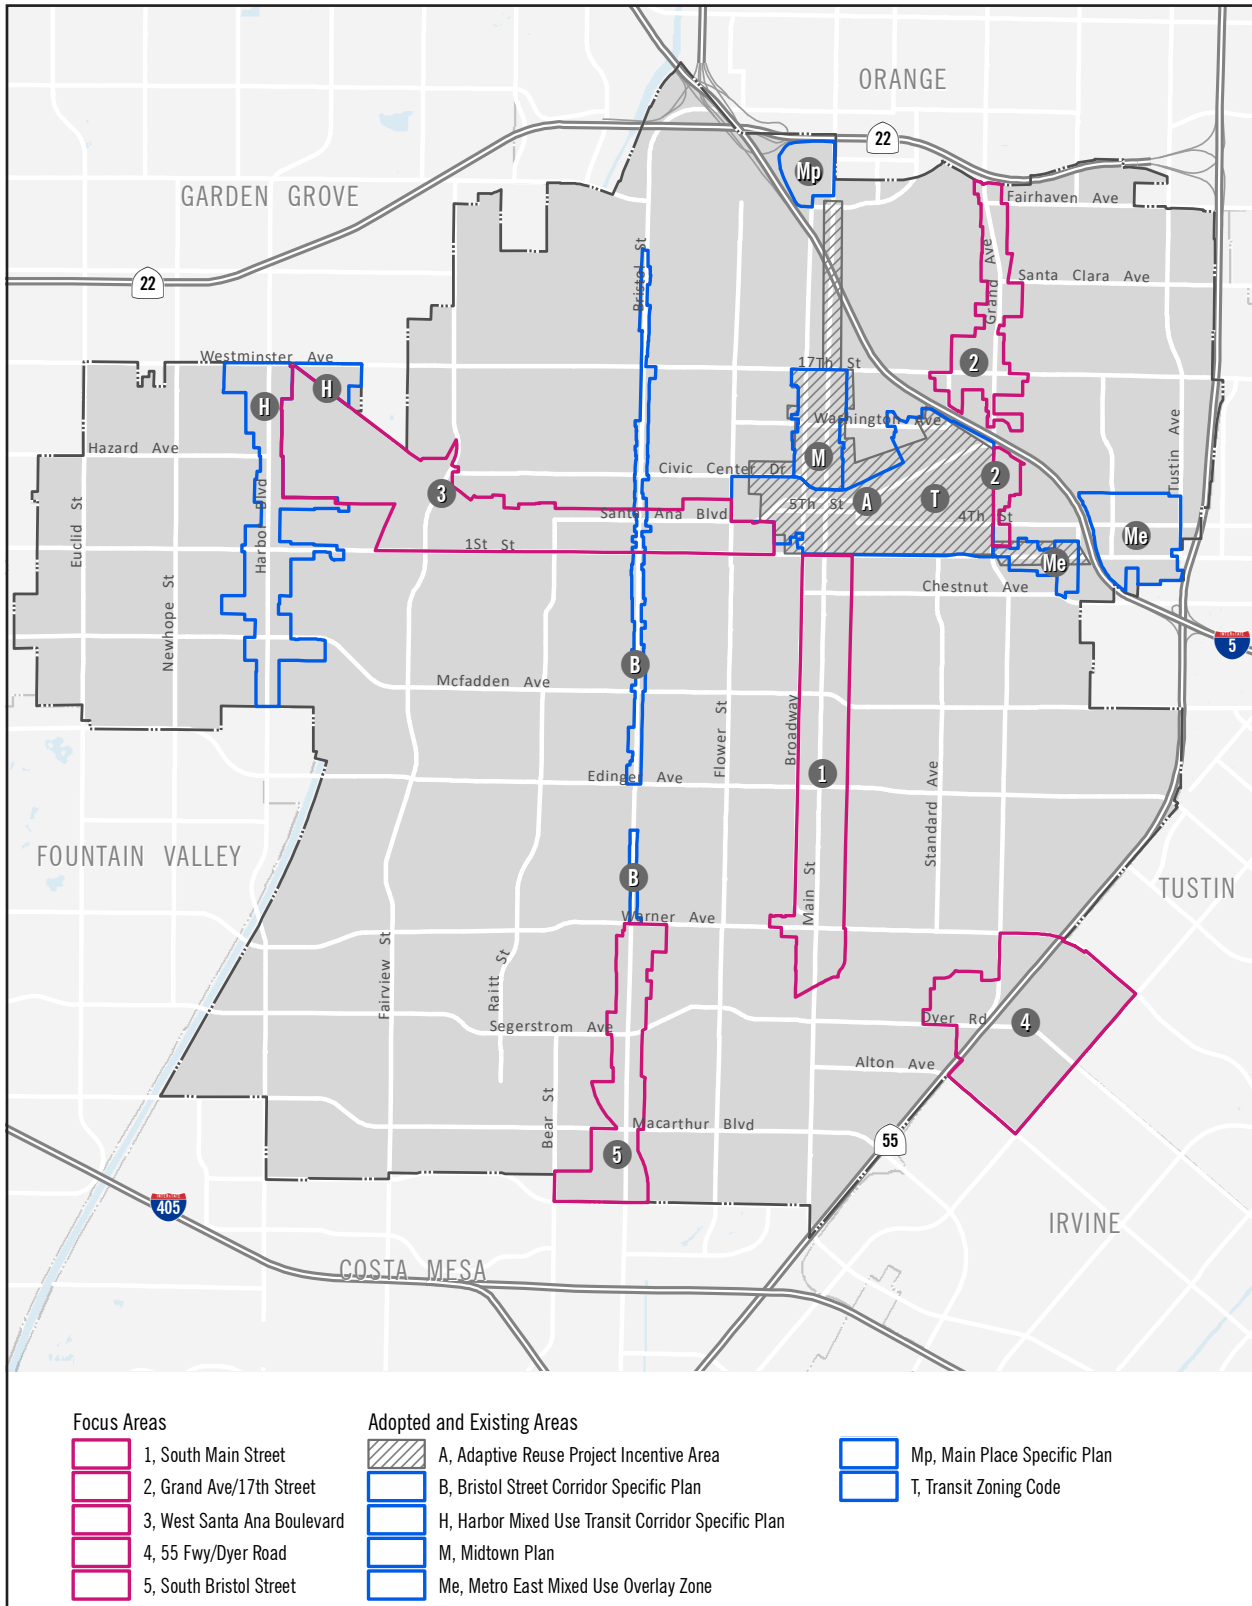 ORANGE
22
Mp
GARDEN GROVE
Fairhaven Ave
Bristol St
Grand Ave
Santa Clara Ave
22
Westminster Ave
17Th St
2
H
H
Washington Ave
Tustin Ave
Hazard Ave
Civic Center Dr
M
2
3
Euclid St
Harbor Blvd
Santa Ana Blvd
5Th St
A
T
4Th St
1St St
Me
Me
Chestnut Ave
Newhope St
5
B
Mcfadden Ave
Flower St
Broadway
1
Edinger Ave
Standard Ave
FOUNTAIN VALLEY
B
Main St
TUSTIN
Warner Ave
Fairview St
Raitt St
Segerstrom Ave
Dyer Rd
4
Alton Ave
Bear St
Macarthur Blvd
5
55
405
IRVINE
COSTA MESA
Focus Areas
1, South Main Street
2, Grand Ave/17th Street
3, West Santa Ana Boulevard
4, 55 Fwy/Dyer Road
5, South Bristol Street
Adopted and Existing Areas
A, Adaptive Reuse Project Incentive Area
B, Bristol Street Corridor Specific Plan
H, Harbor Mixed Use Transit Corridor Specific Plan
M, Midtown Plan
Me, Metro East Mixed Use Overlay Zone
Mp, Main Place Specific Plan
T, Transit Zoning Code